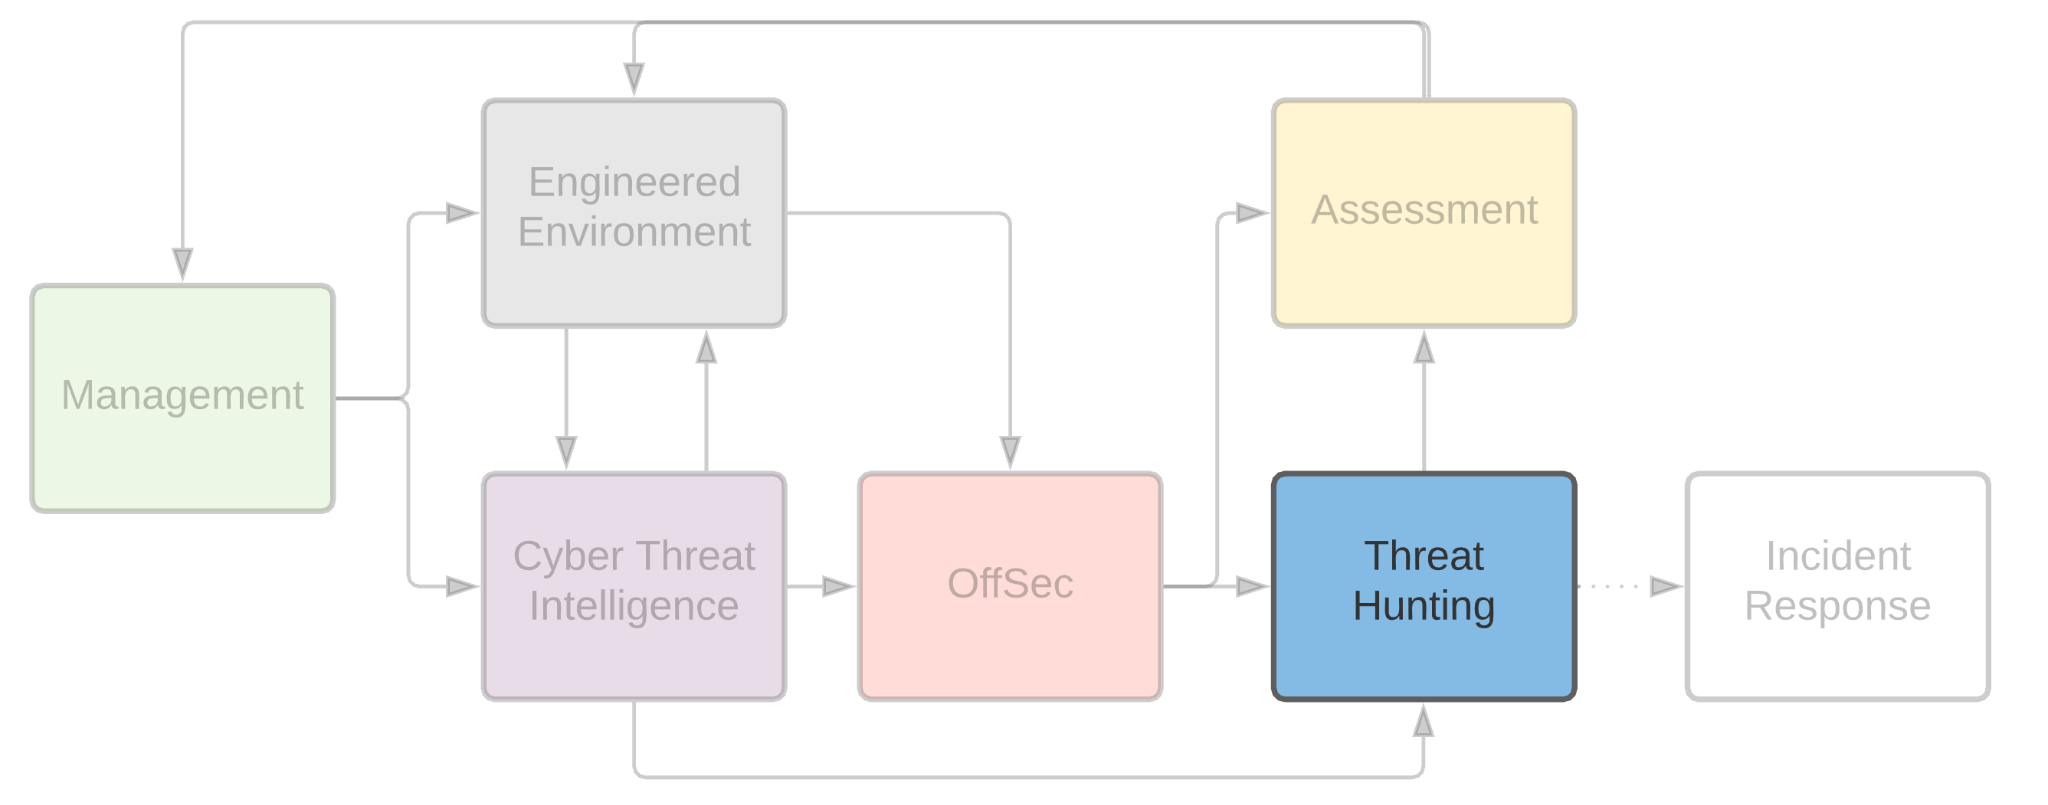 Engineered
Environment
Assessment
Management
Cyber Threat
Intelligence
OffSec
Threat
Hunting
Incident
Response